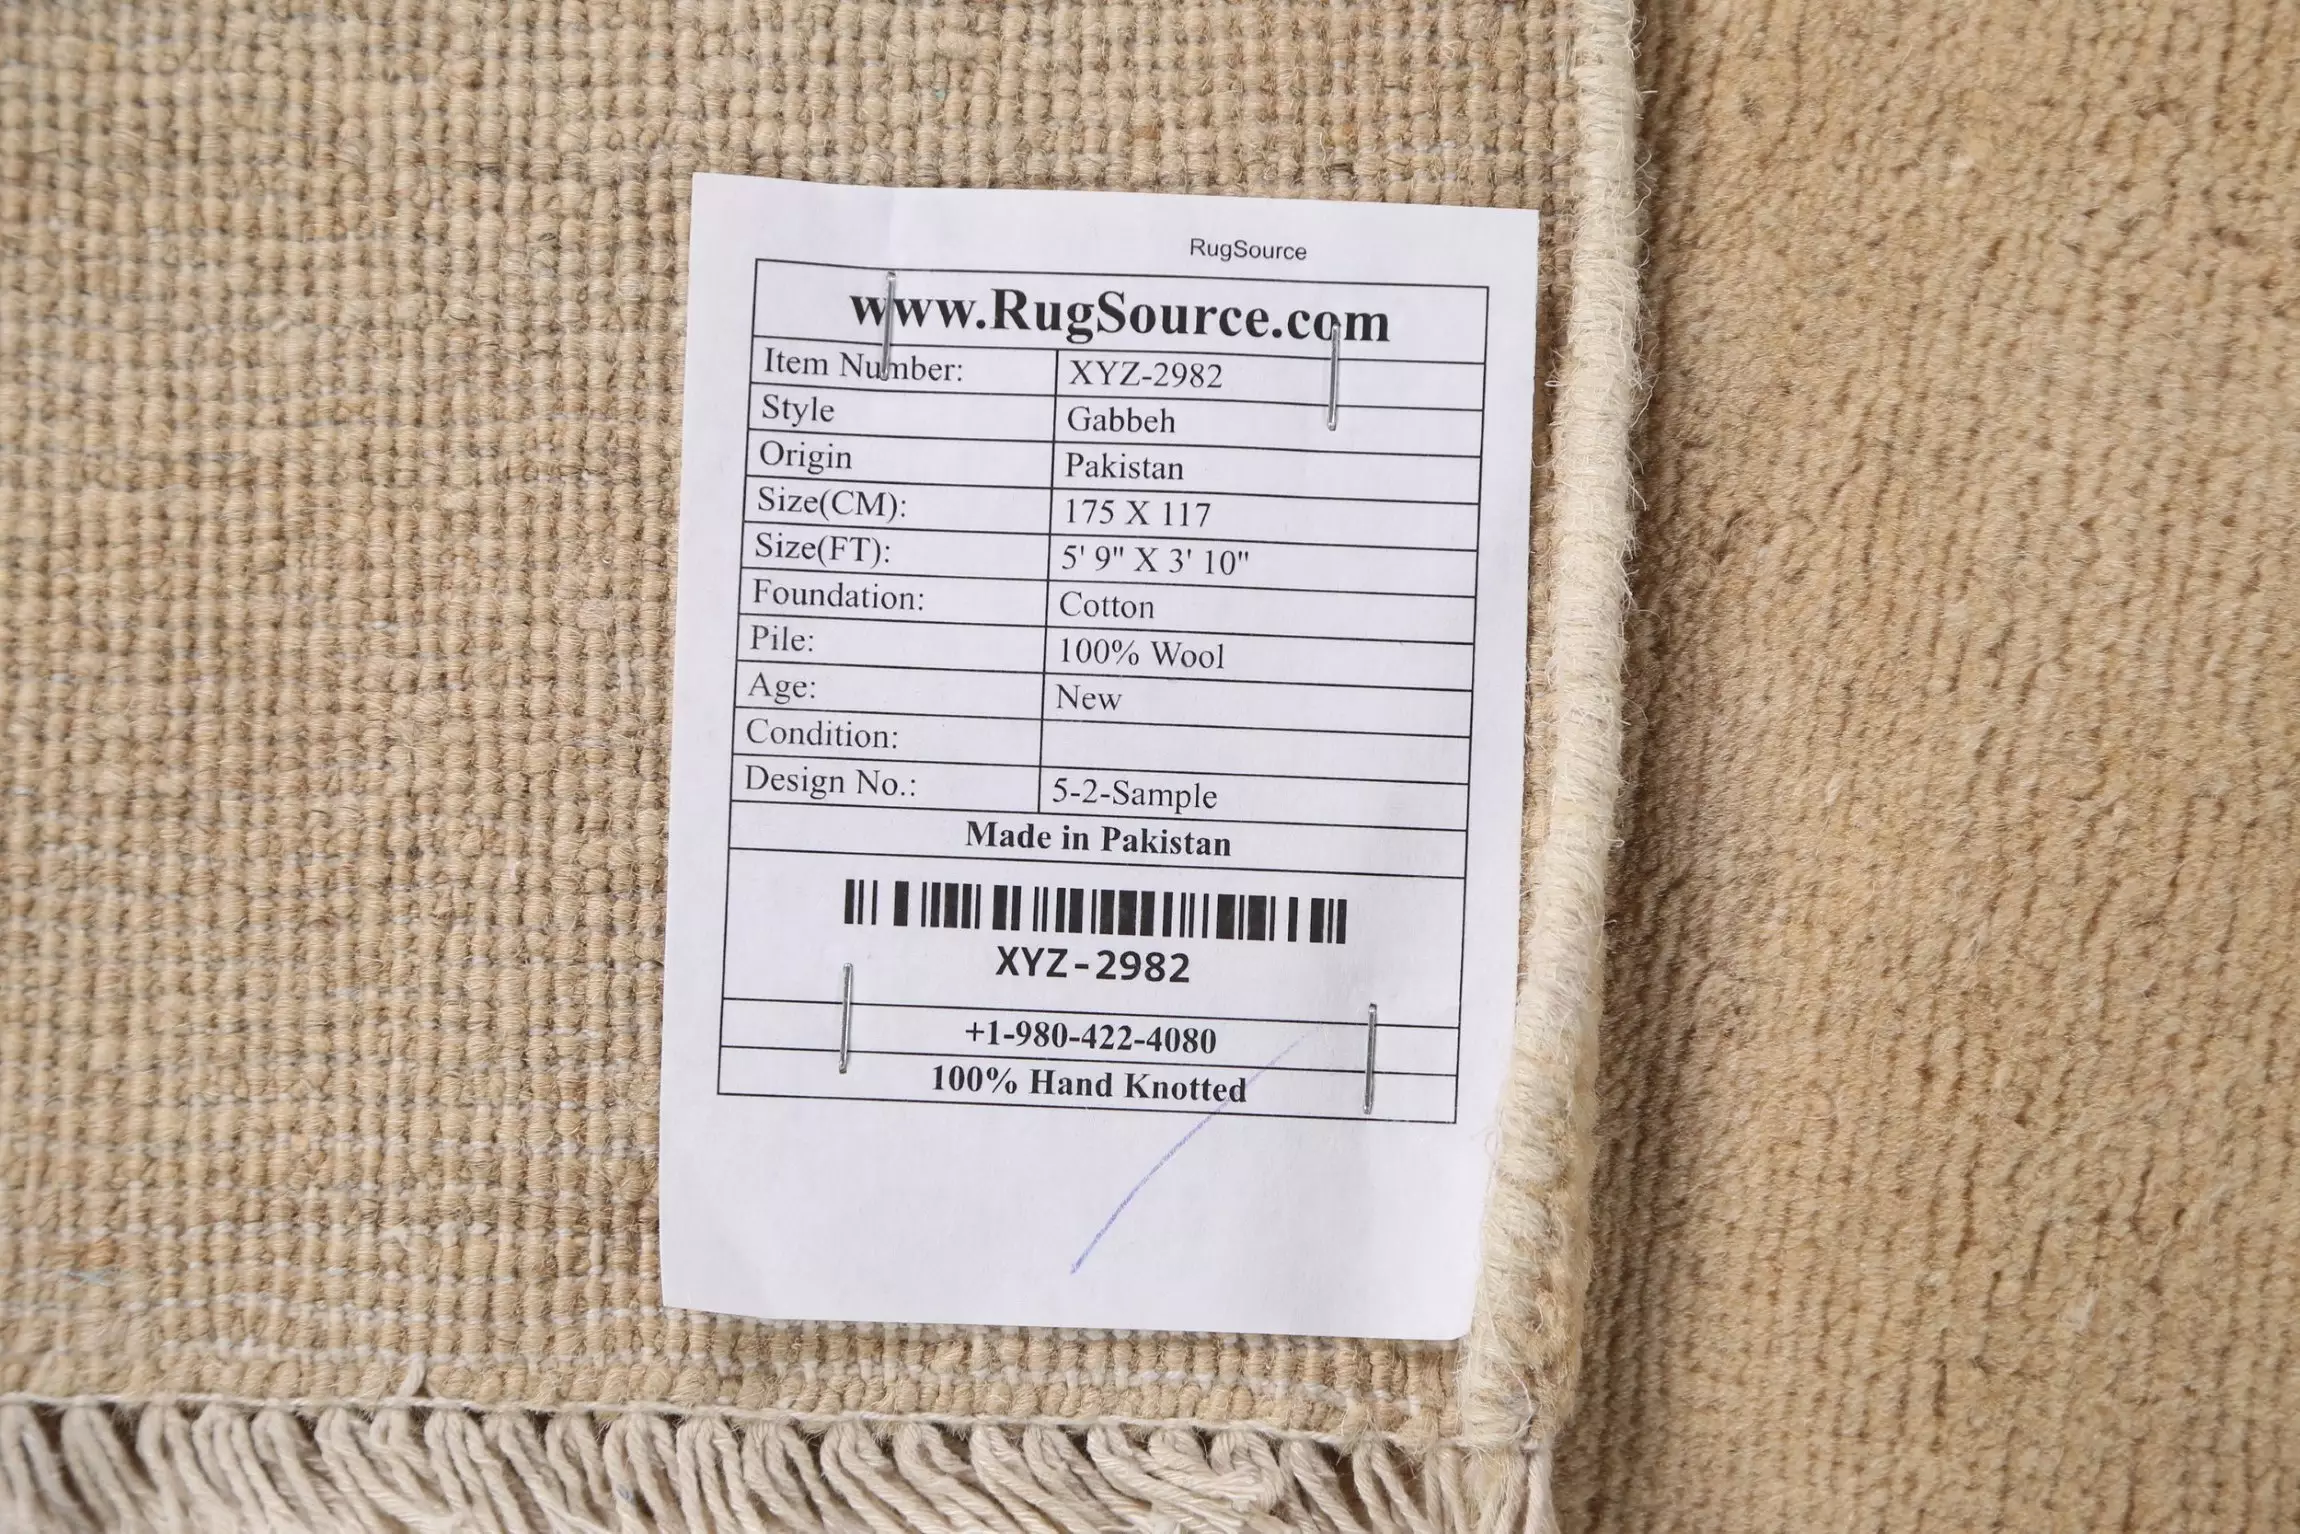 RugSource
www.RugSource.com
Item Number: XYZ-2982
Style Gabbeh
Origin Pakistan
Size(CM): 175 X 117
Size(FT): 5' 9" X 3' 10"
Foundation: Cotton
Pile: 100% Wool
Age: New
Condition:
Design No.: 5-2-Sample
Made in Pakistan
XYZ-2982
+1-980-422-4080
100% Hand Knotted